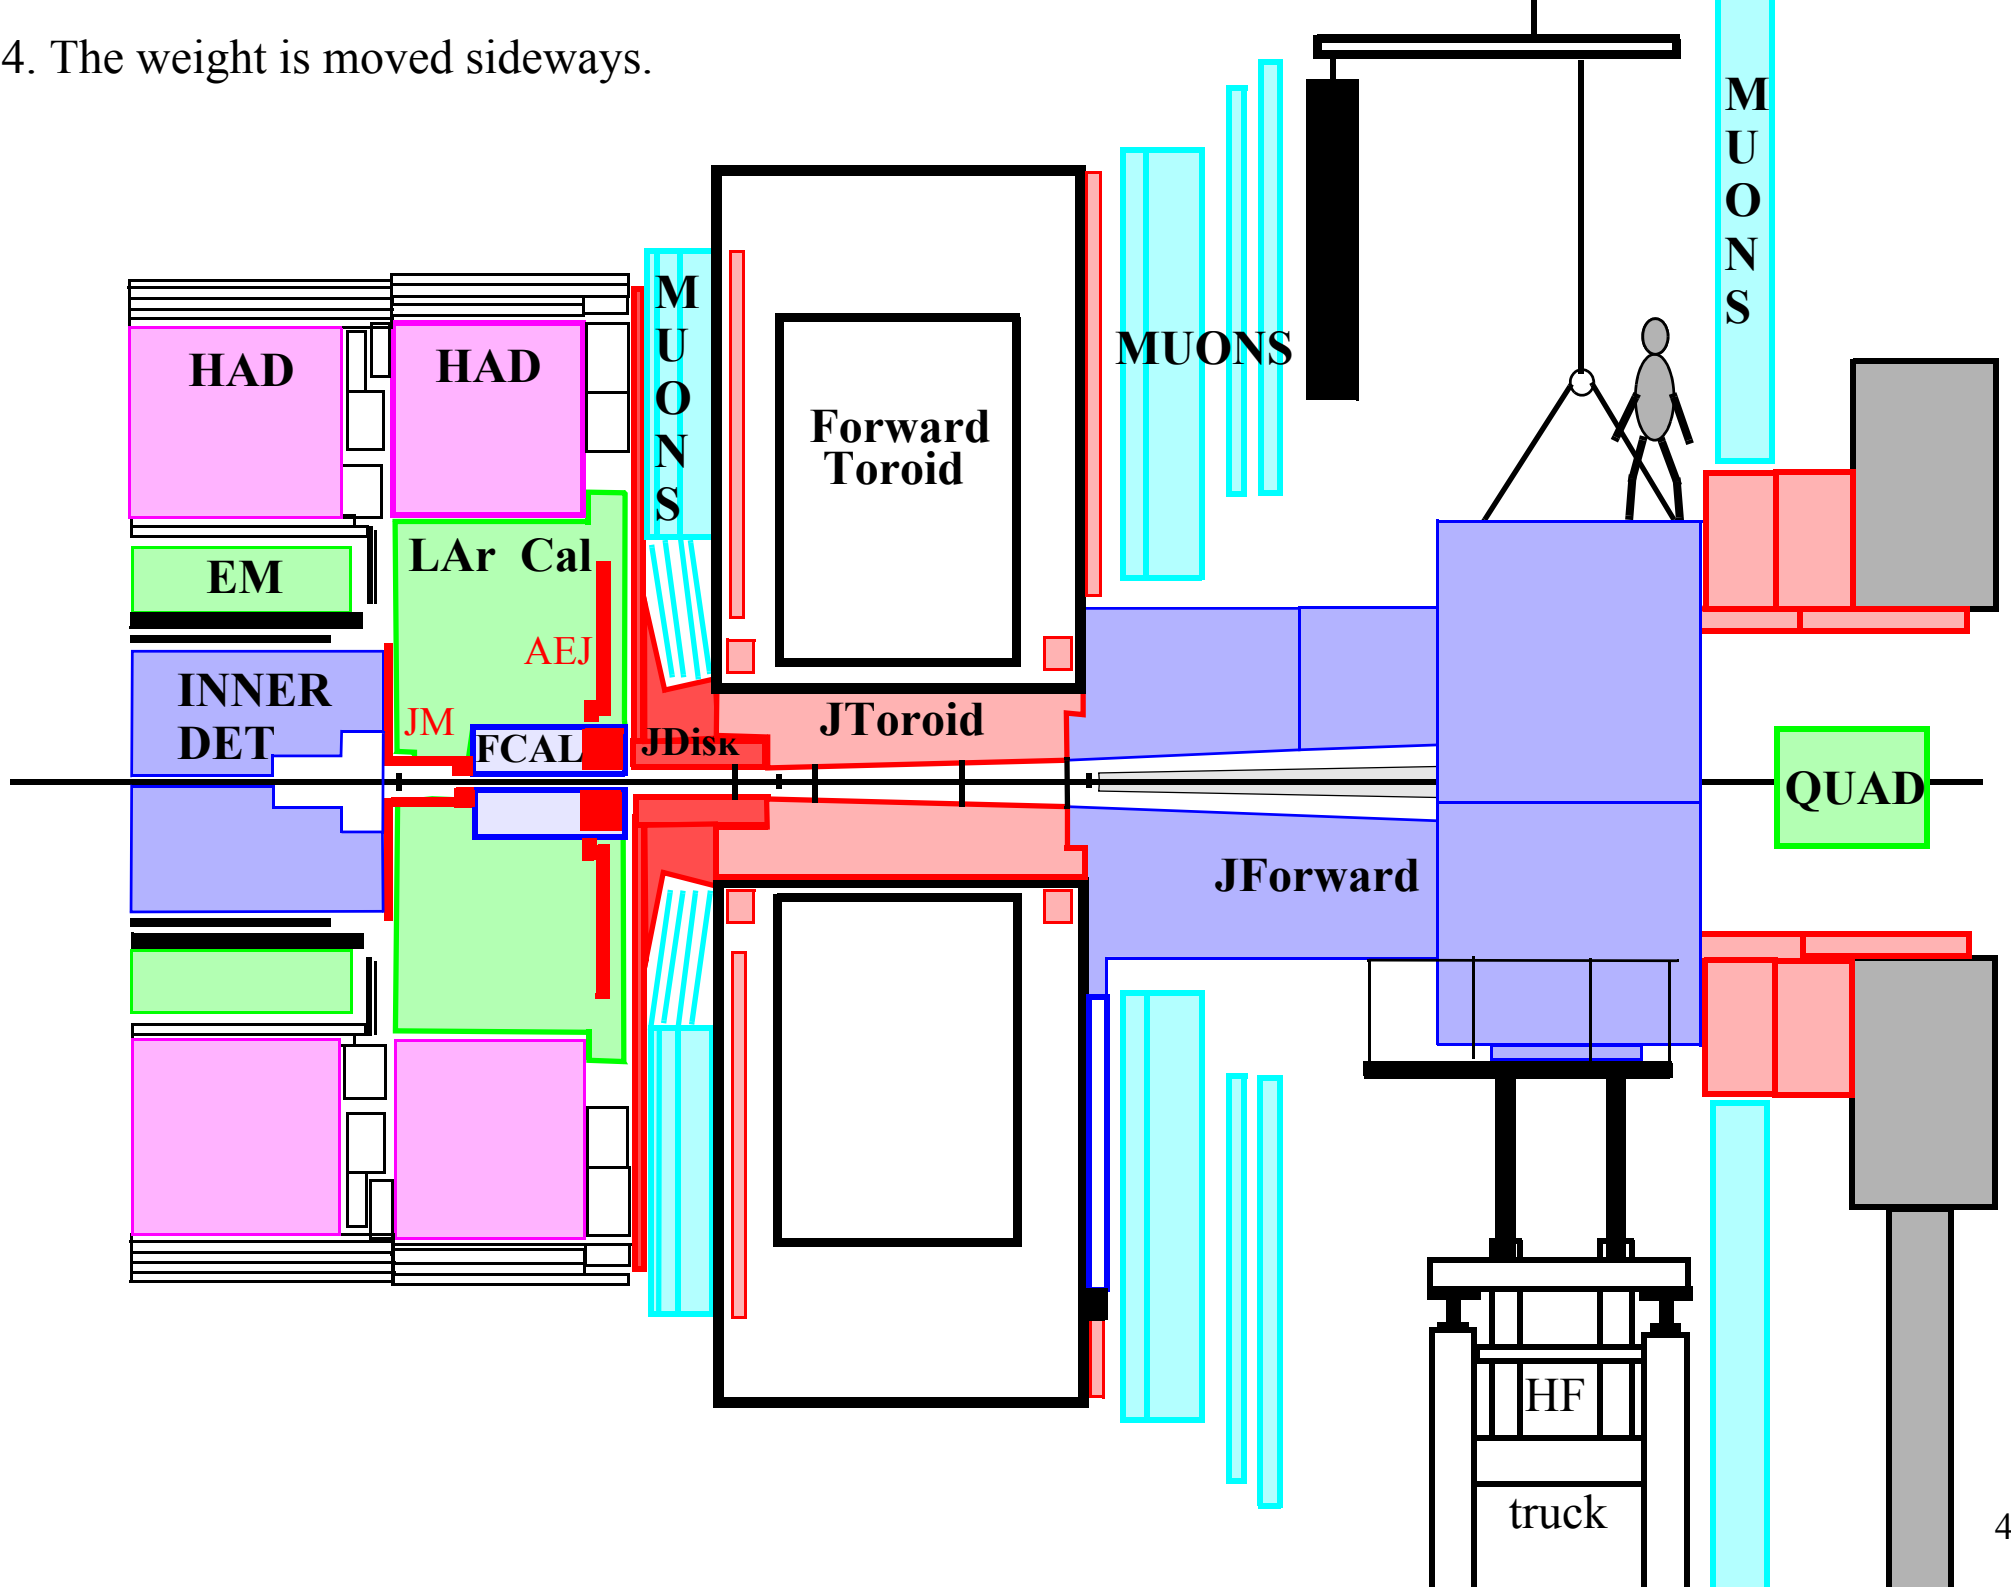 4. The weight is moved sideways.
M
U
O
N
S
M
U
O
N
S
HAD
HAD
MUONS
Forward
Toroid
LAr Cal
EM
AEJ
INNER
DET
JM
FCAL
JDisk
JToroid
QUAD
JForward
HF
truck
4